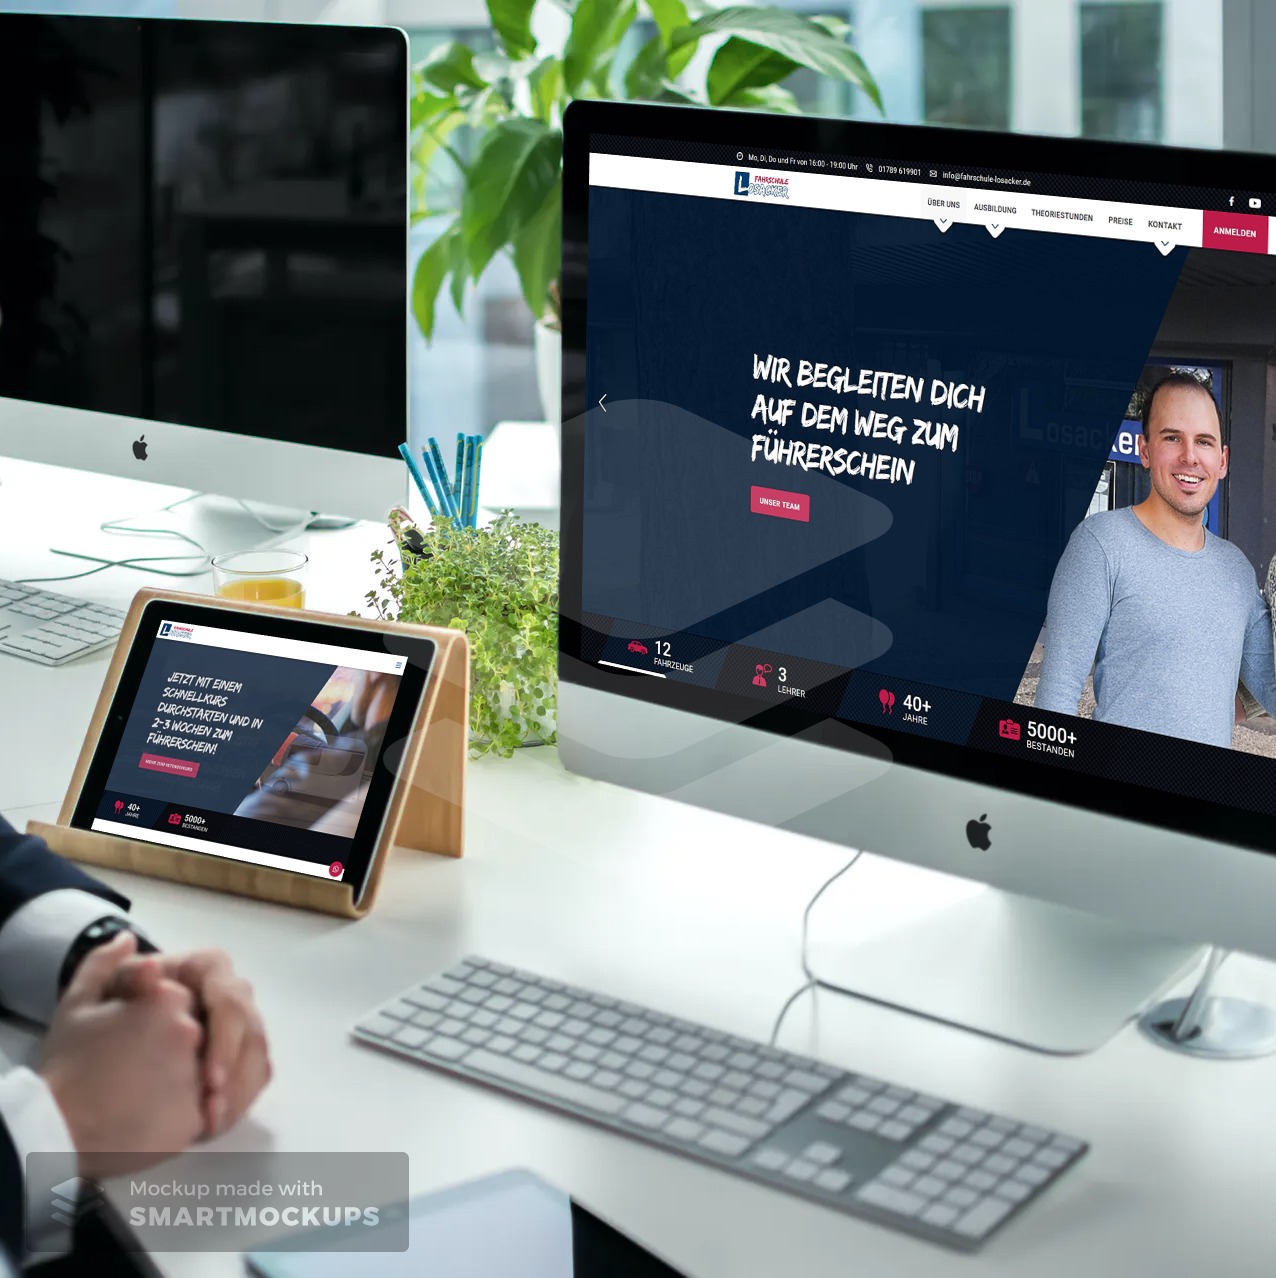 Mo, Di, Do und Fr von 16:00 - 19:00 Uhr 01789 619901 info@fahrschule-losacker.de
FAHRSCHULE
LOSACKER
ÜBER UNS AUSBILDUNG THEORIESTUNDEN PREISE KONTAKT ANMELDEN
WIR BEGLEITEN DICH
AUF DEM WEG ZUM
FÜHRERSCHEIN
UNSER TEAM
Losacker
12
FAHRZEUGE
3
LEHRER
40+
JAHRE
5000+
BESTANDEN
FAHRSCHULE
LOSACKER
JETZT MIT EINEM
SCHNELLKURS
DURCHSTARTEN UND IN
2-3 WOCHEN ZUM
FÜHRERSCHEIN!
MEHR ZUM INTENSIVKURS
40+
JAHRE
5000+
BESTANDEN
Mockup made with
SMARTMOCKUPS